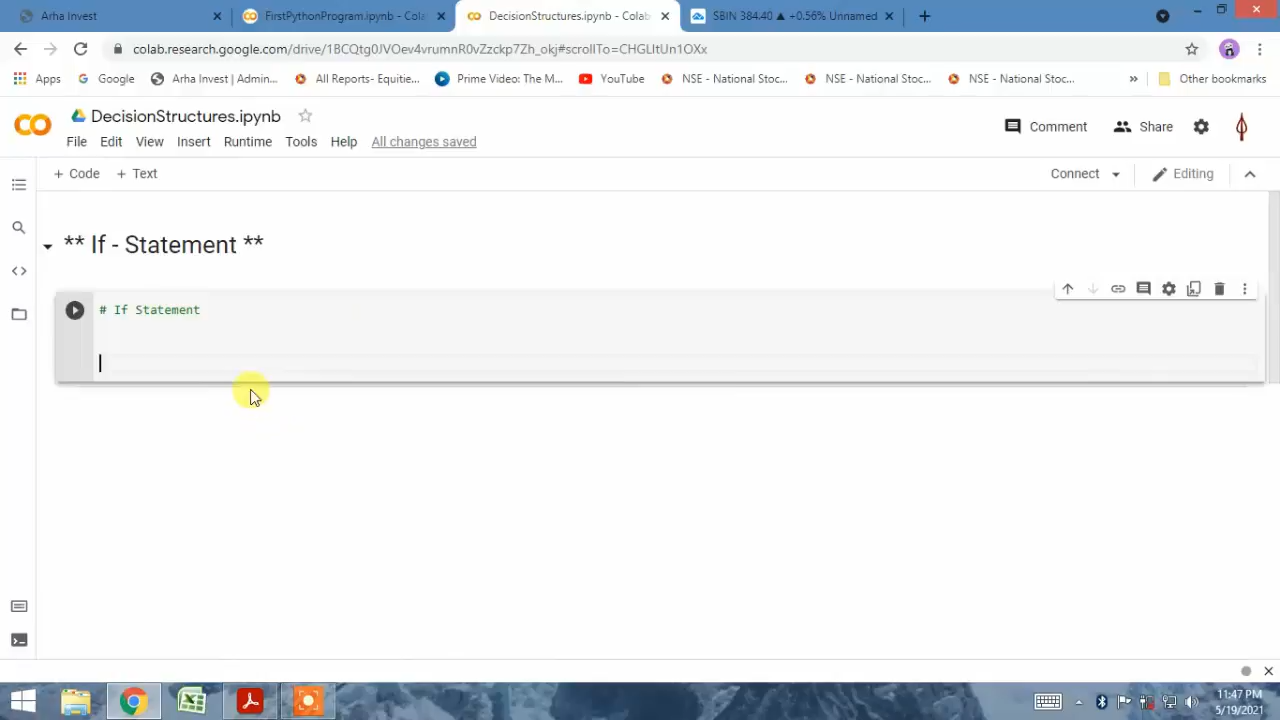 Arha Invest
FirstPythonProgram.ipynb - Cola
DecisionStructures.ipynb - Colab
SBIN 384.40 ▲ +0.56% Unnamed
colab.research.google.com/drive/1BCQtg0JVOev4vrumnR0vZzckp7Zh_okj#scrollTo=CHGLltUn1OXx
Apps
Google
Arha Invest | Admin...
All Reports- Equitie...
Prime Video: The M...
YouTube
NSE - National Stoc...
NSE - National Stoc...
NSE - National Stoc...
»
Other bookmarks
CO
DecisionStructures.ipynb
Comment
Share
File Edit View Insert Runtime Tools Help All changes saved
+ Code + Text
Connect
Editing
** If - Statement **
# If Statement
11:47 PM
5/19/2021